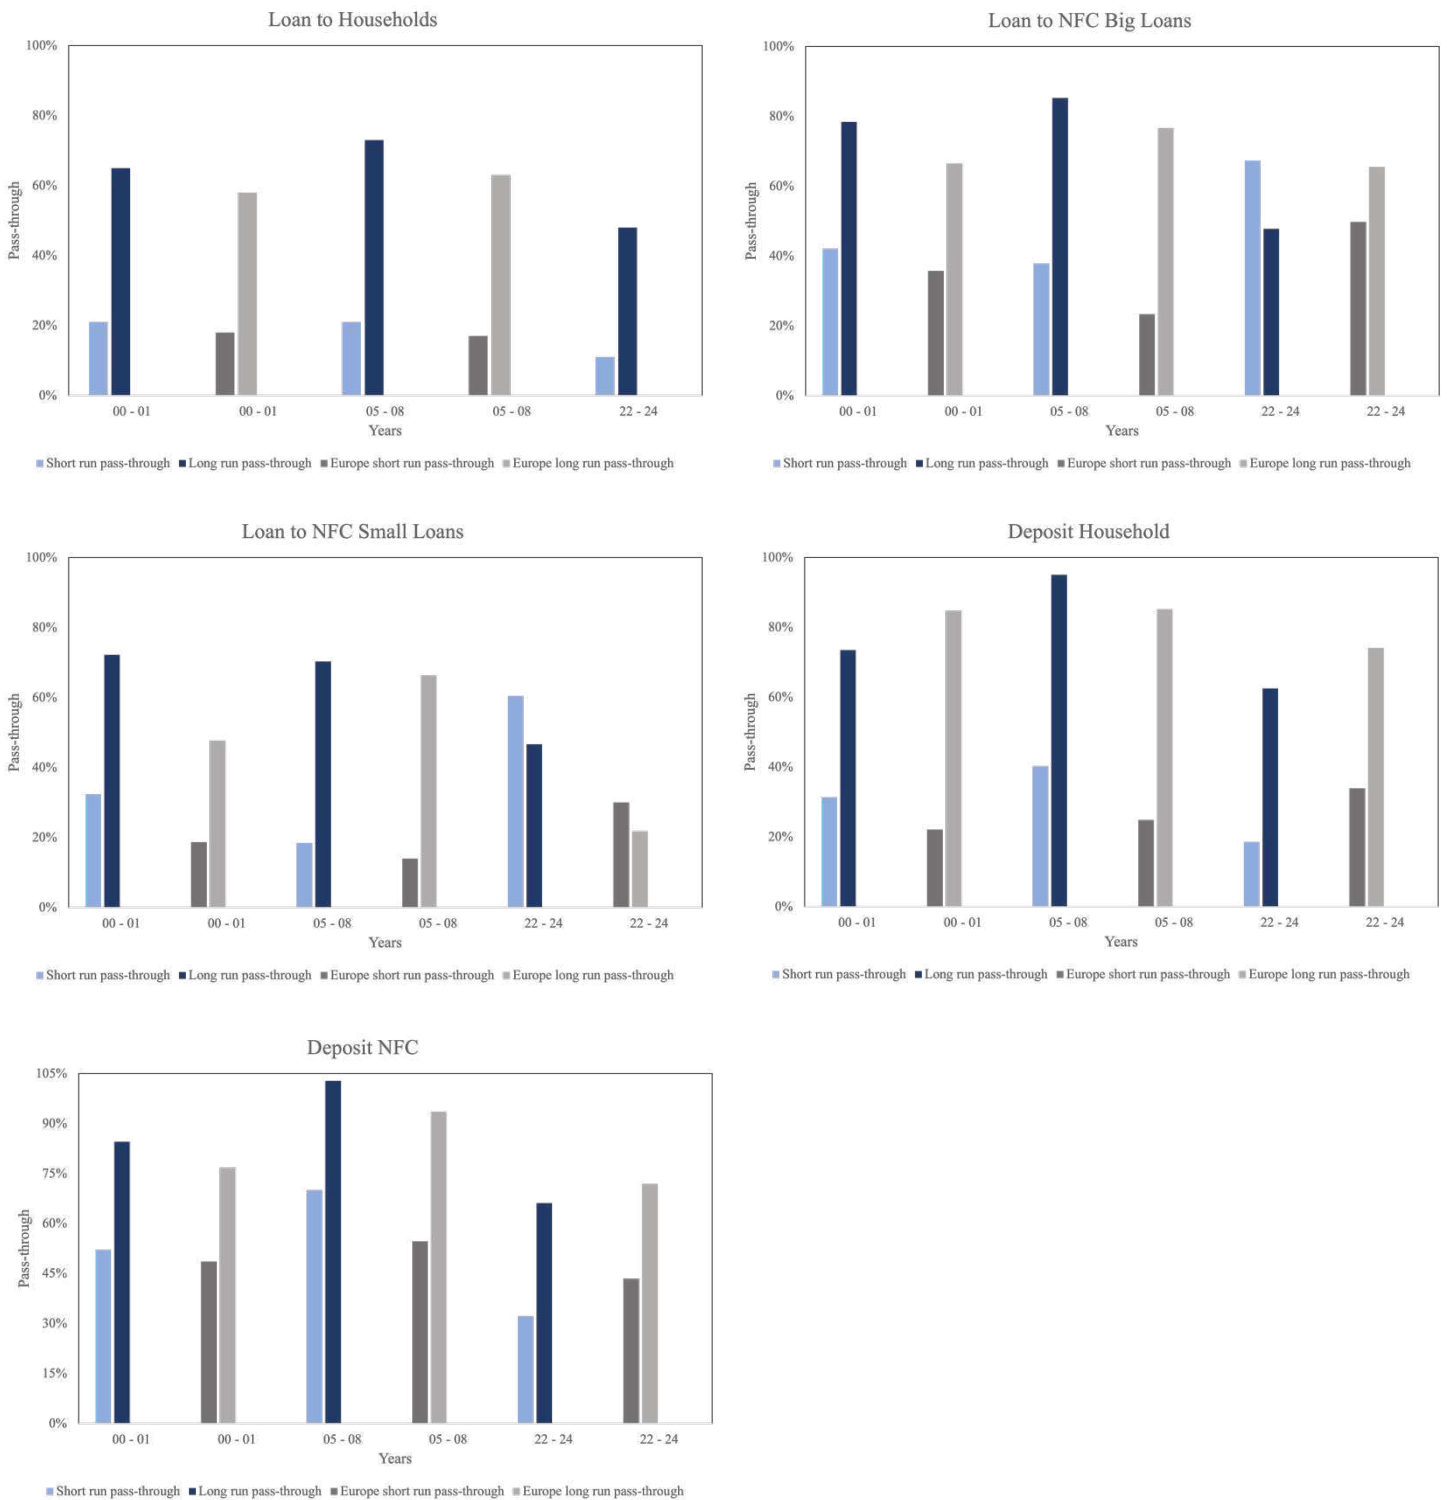 Loan to Households
100%
80%
60%
40%
20%
0%
Pass-through
00 - 01 00 - 01 05 - 08 05 - 08 22 - 24
Years
Short run pass-through Long run pass-through Europe short run pass-through Europe long run pass-through
Loan to NFC Big Loans
100%
80%
60%
40%
20%
0%
Pass-through
00 - 01 00 - 01 05 - 08 05 - 08 22 - 24 22 - 24
Years
Short run pass-through Long run pass-through Europe short run pass-through Europe long run pass-through
Loan to NFC Small Loans
100%
80%
60%
40%
20%
0%
Pass-through
00 - 01 00 - 01 05 - 08 05 - 08 22 - 24 22 - 24
Years
Short run pass-through Long run pass-through Europe short run pass-through Europe long run pass-through
Deposit Household
100%
80%
60%
40%
20%
0%
Pass-through
00 - 01 00 - 01 05 - 08 05 - 08 22 - 24 22 - 24
Years
Short run pass-through Long run pass-through Europe short run pass-through Europe long run pass-through
Deposit NFC
105%
90%
75%
60%
45%
30%
15%
0%
Pass-through
00 - 01 00 - 01 05 - 08 05 - 08 22 - 24 22 - 24
Years
Short run pass-through Long run pass-through Europe short run pass-through Europe long run pass-through